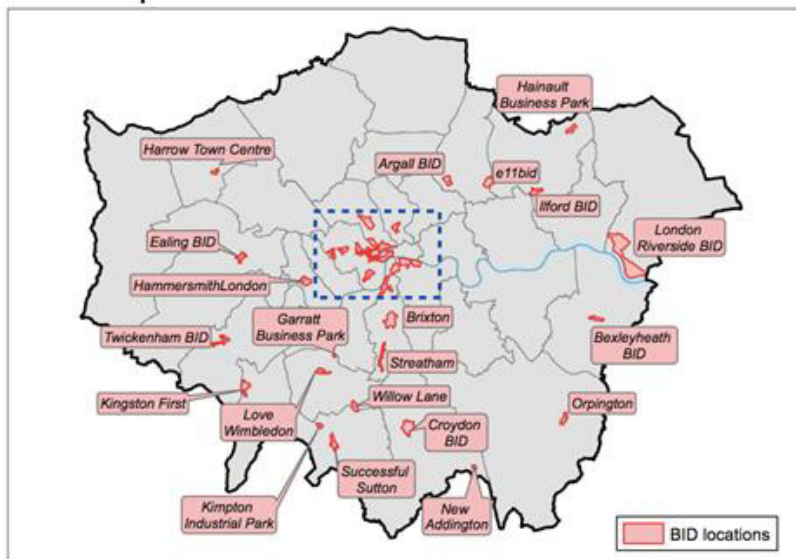 Hainault
Business Park
Harrow Town Centre
Argall BID
e11bid
Ilford BID
London
Riverside BID
Ealing BID
HammersmithLondon
Garratt
Business Park
Brixton
Twickenham BID
Bexleyheath
BID
Streatham
Kingston First
Willow Lane
Orpington
Love
Wimbledon
Croydon
BID
Successful
Sutton
Kimpton
Industrial Park
New
Addington
BID locations